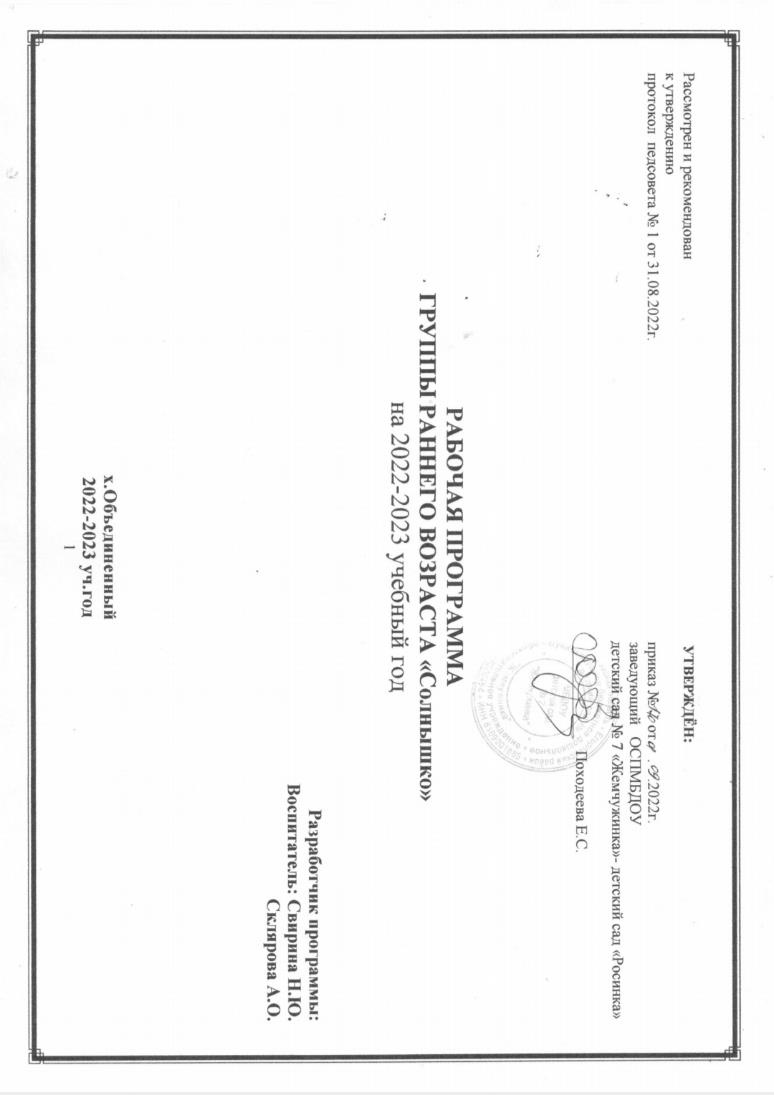 Рассмотрен и рекомендован
к утверждению
протокол педсовета № 1 от 31.08.2022г.
УТВЕРЖДЁН:
приказ № от .2022г.
заведующий ОСПМБДОУ
детский сад № 7 «Жемчужинка»- детский сад «Росинка»
Походеева Е.С.
РАБОЧАЯ ПРОГРАММА
ГРУППЫ РАННЕГО ВОЗРАСТА «Солнышко»
на 2022-2023 учебный год
Разработчик программы:
Воспитатель: Свирина Н.Ю.
Склярова А.О.
х.Объединенный
2022-2023 уч.год
1